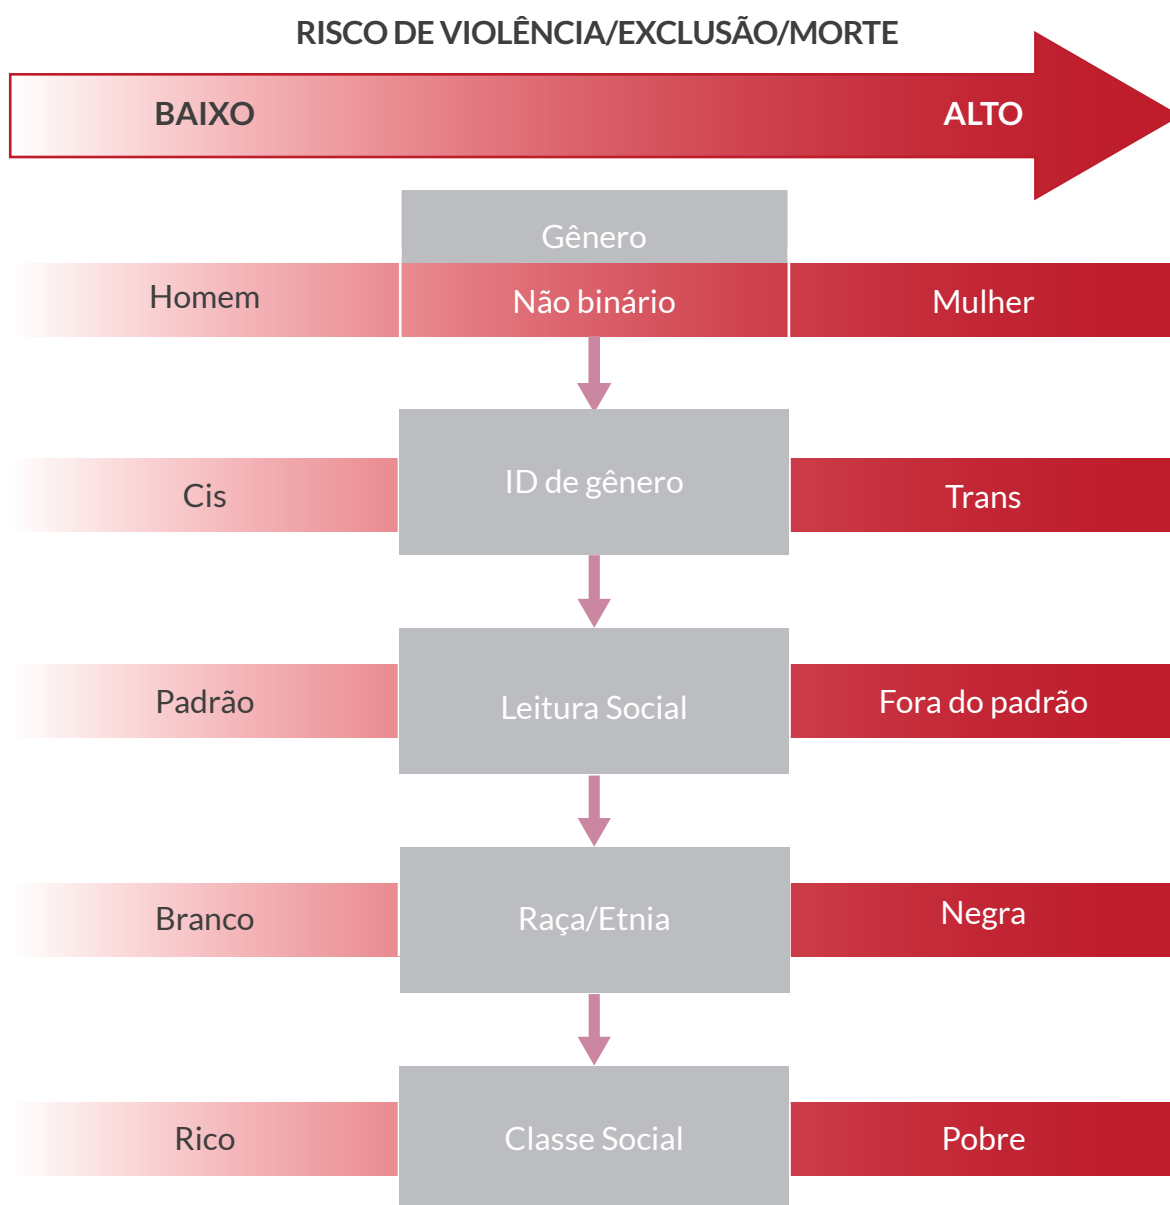 RISCO DE VIOLÊNCIA/EXCLUSÃO/MORTE
BAIXO
ALTO
Gênero
Homem
Não binário
Mulher
ID de gênero
Cis
Trans
Padrão
Leitura Social
Fora do padrão
Branco
Raça/Etnia
Negra
Rico
Classe Social
Pobre